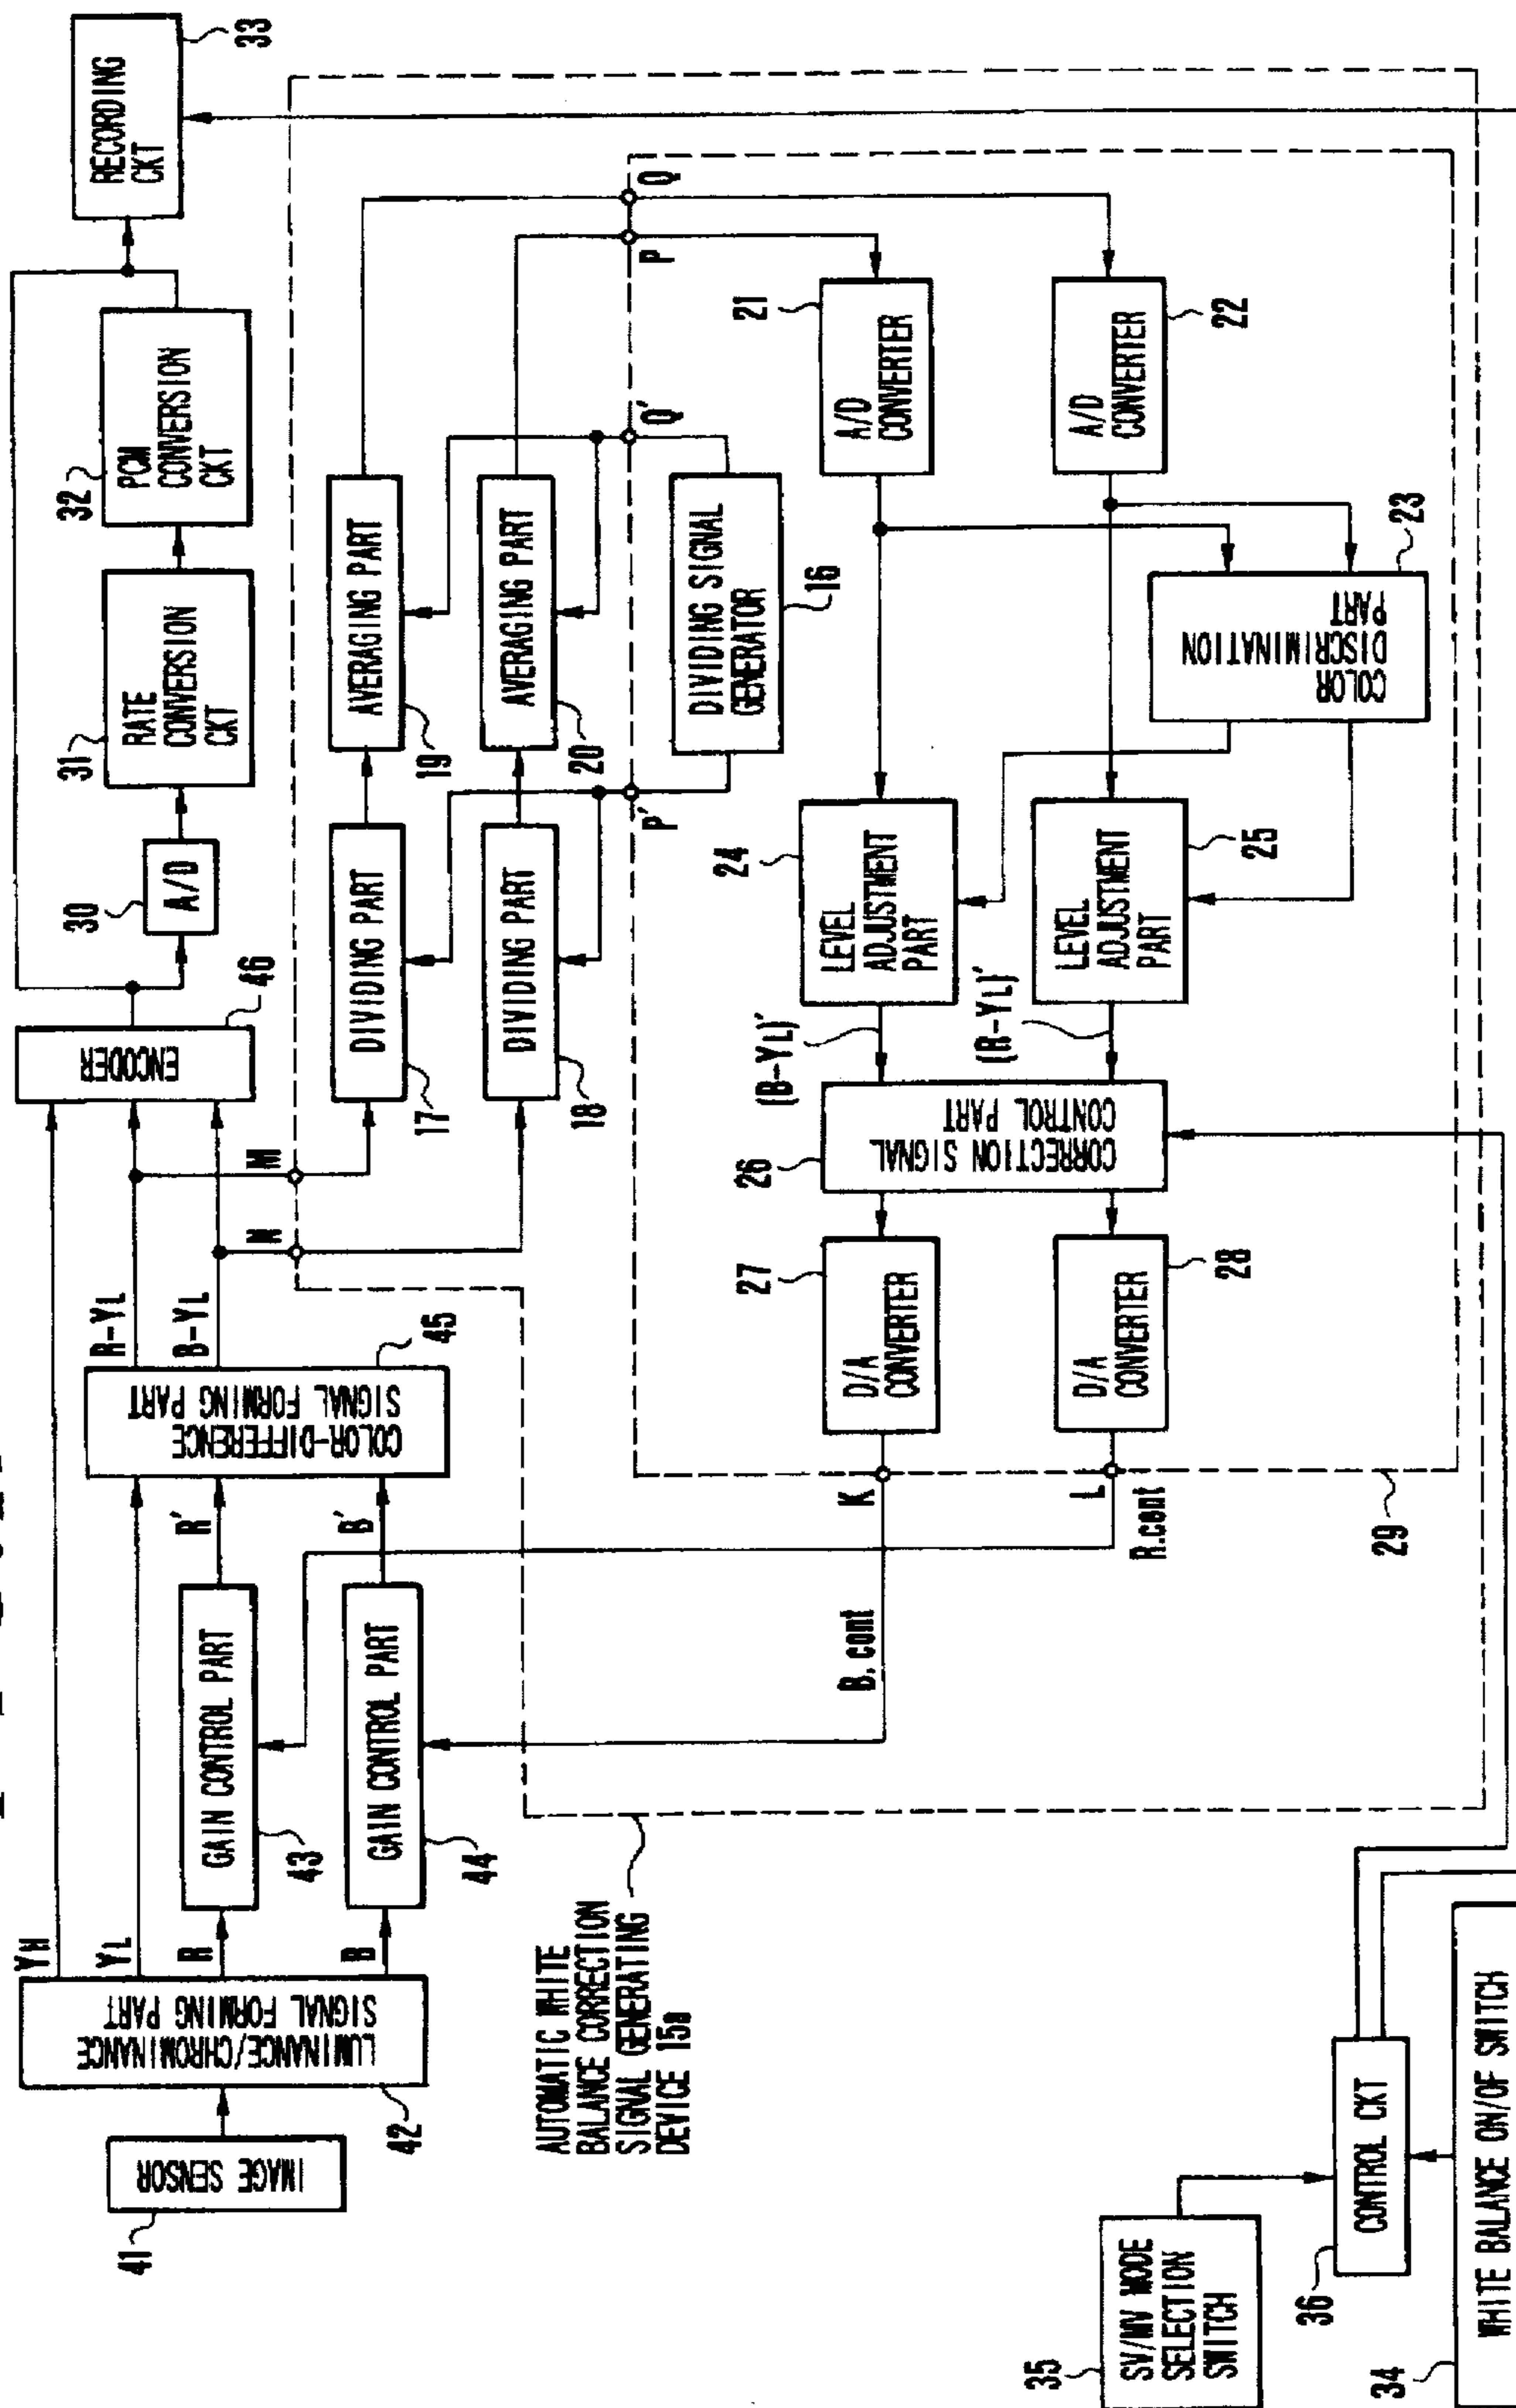 IMAGE SENSOR
41
LUMINANCE/CHROMINANCE
SIGNAL FORMING PART
42
YH
YL
R
B
GAIN CONTROL PART
43
GAIN CONTROL PART
44
R'
B'
COLOR-DIFFERENCE
SIGNAL FORMING PART
45
R-YL
B-YL
M
N
ENCODER
46
30
A/D
31
RATE
CONVERSION
CKT
32
PCM
CONVERSION
CKT
RECORDING
CKT
33
AUTOMATIC WHITE
BALANCE CORRECTION
SIGNAL GENERATING
DEVICE 15a
DIVIDING PART
17
DIVIDING PART
18
AVERAGING PART
19
AVERAGING PART
20
P'
Q'
P
Q
DIVIDING SIGNAL
GENERATOR
16
21
A/D
CONVERTER
A/D
CONVERTER
22
COLOR
DISCRIMINATION
PART
23
24
LEVEL
ADJUSTMENT
PART
LEVEL
ADJUSTMENT
PART
25
(B-YL)'
(R-YL)'
26
CORRECTION SIGNAL
CONTROL PART
27
D/A
CONVERTER
D/A
CONVERTER
28
K
L
B.cont
R.cont
29
35
SV/MV MODE
SELECTION
SWITCH
36
CONTROL CKT
34
WHITE BALANCE ON/OF SWITCH